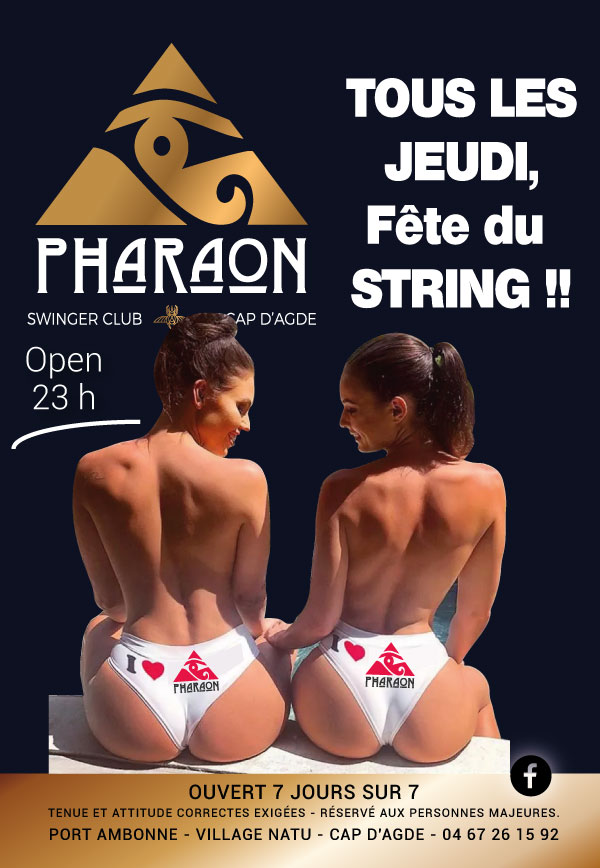 PHARAON
SWINGER CLUB CAP D'AGDE
Open
23 h
TOUS LES
JEUDI,
Fête du
STRING !!
I
PHARAON
I
PHARAON
f
OUVERT 7 JOURS SUR 7
TENUE ET ATTITUDE CORRECTES EXIGÉES - RÉSERVÉ AUX PERSONNES MAJEURES.
PORT AMBONNE - VILLAGE NATU - CAP D'AGDE - 04 67 26 15 92